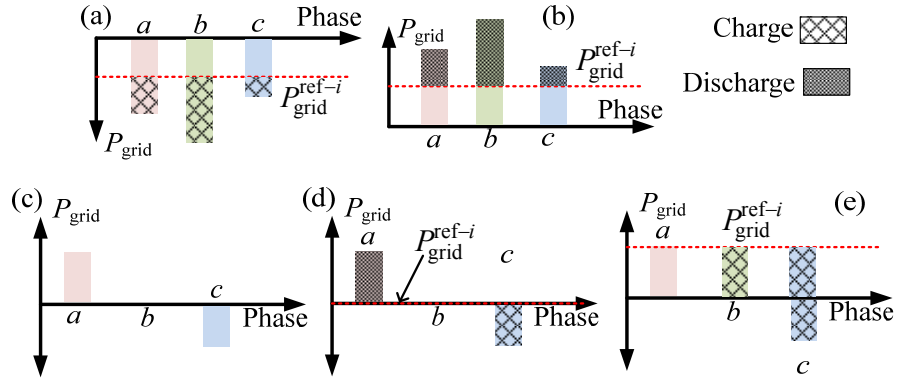 (a)
a b c Phase
P_grid^ref–i
P_grid
(b)
P_grid
P_grid^ref–i
Phase
a b c
Charge
Discharge
(c)
P_grid
c
Phase
a b
(d)
P_grid
a
P_grid^ref–i
c
Phase
b
(e)
P_grid
a
P_grid^ref–i
Phase
b
c